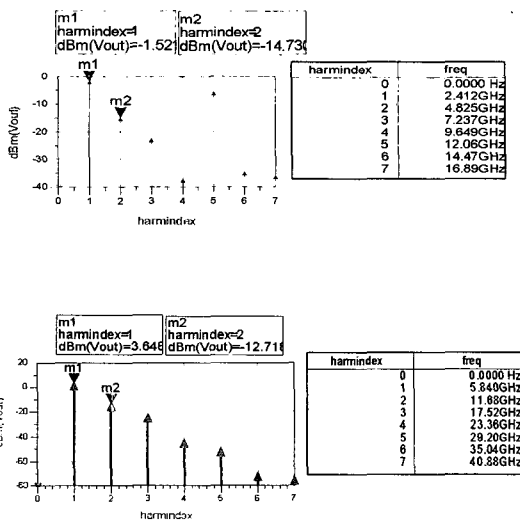 m1
harmindex=1
dBm(Vout)=-1.521
m2
harmindex=2
dBm(Vout)=-14.730
m1
m2
0
-10
-20
-30
-40
dBm(Vout)
0 1 2 3 4 5 6 7
harmindex
harmindex freq
0 0.0000 Hz
1 2.412GHz
2 4.825GHz
3 7.237GHz
4 9.649GHz
5 12.06GHz
6 14.47GHz
7 16.89GHz
m1
harmindex=1
dBm(Vout)=3.648
m2
harmindex=2
dBm(Vout)=-12.718
m1
m2
20
0
-20
-40
-60
0 1 2 3 4 5 6 7
harmindex
harmindex freq
0 0.0000 Hz
1 5.840GHz
2 11.68GHz
3 17.52GHz
4 23.36GHz
5 29.20GHz
6 35.04GHz
7 40.88GHz